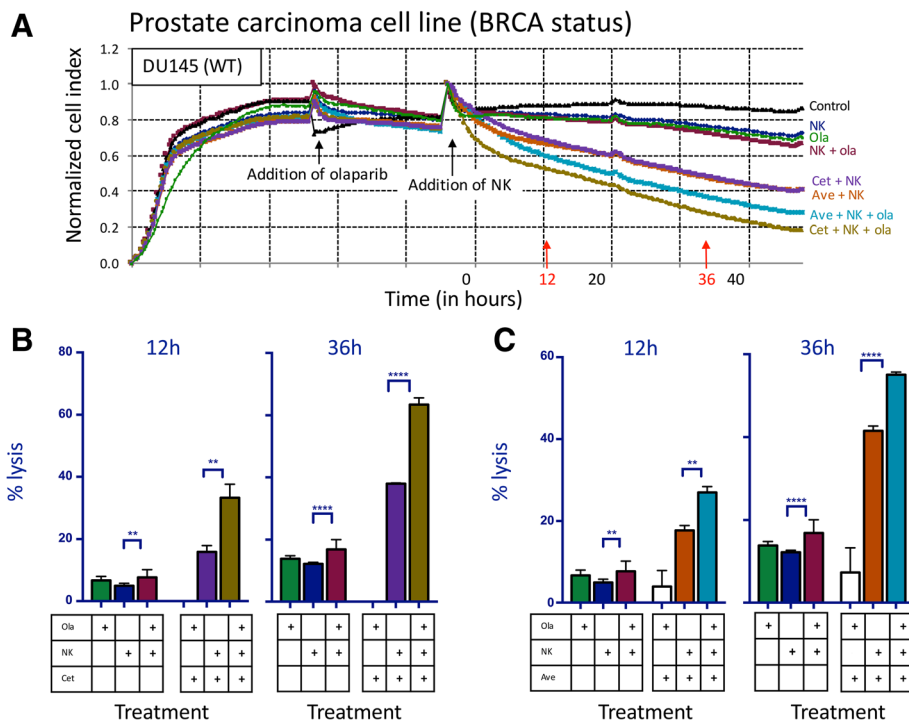 A
Prostate carcinoma cell line (BRCA status)
Normalized cell index
1.2
1.0
0.8
0.6
0.4
0.2
0.0
DU145 (WT)
Addition of olaparib
Addition of NK
Control
NK
Ola
NK + ola
Cet + NK
Ave + NK
Ave + NK + ola
Cet + NK + ola
0
12
20
36
40
Time (in hours)
B
12h
36h
% lysis
80
60
40
20
0
**
**
****
****
Ola + + + + + + + +
NK + + + + + + + +
Cet + + + + + +
Treatment
Treatment
C
12h
36h
% lysis
60
40
20
0
**
**
****
****
Ola + + + + + + + +
NK + + + + + + + +
Ave + + + + + +
Treatment
Treatment